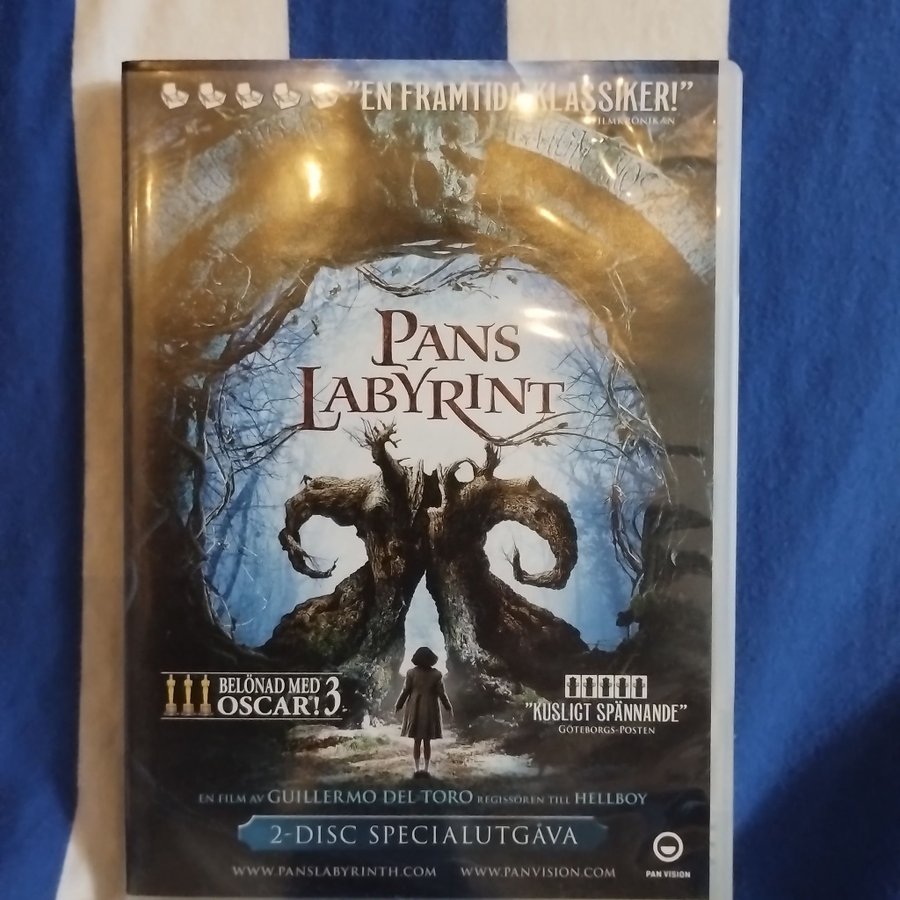 "EN FRAMTIDA KLASSIKER!"
FILMKRÖNIKAN
PANS
LABYRINT
BELÖNAD MED
OSCAR! 3
"KUSLIGT SPÄNNANDE"
GÖTEBORGS-POSTEN
EN FILM AV GUILLERMO DEL TORO REGISSÖREN TILL HELLBOY
2-DISC SPECIALUTGÅVA
WWW.PANSLABYRINTH.COM WWW.PANVISION.COM
PAN VISION